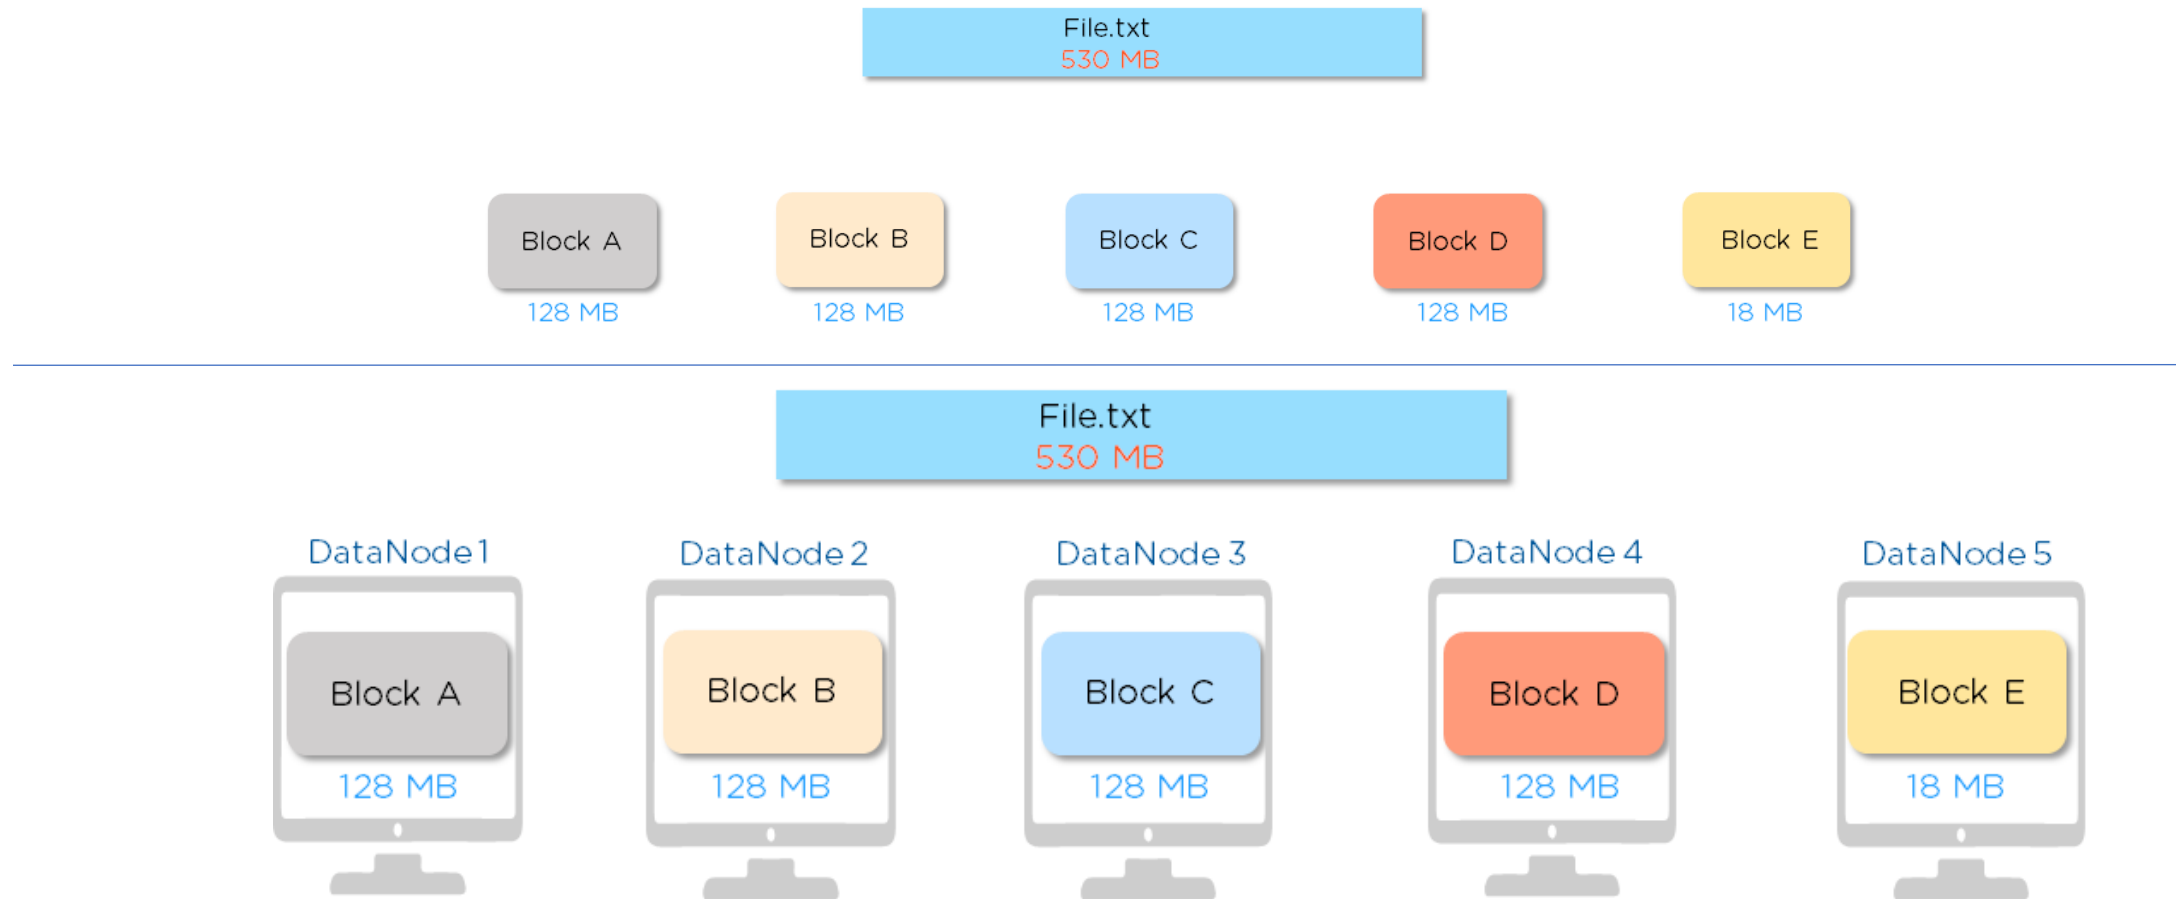 File.txt
530 MB
Block A
Block B
Block C
Block D
Block E
128 MB
128 MB
128 MB
128 MB
18 MB
File.txt
530 MB
DataNode 1
DataNode 2
DataNode 3
DataNode 4
DataNode 5
Block A
Block B
Block C
Block D
Block E
128 MB
128 MB
128 MB
128 MB
18 MB